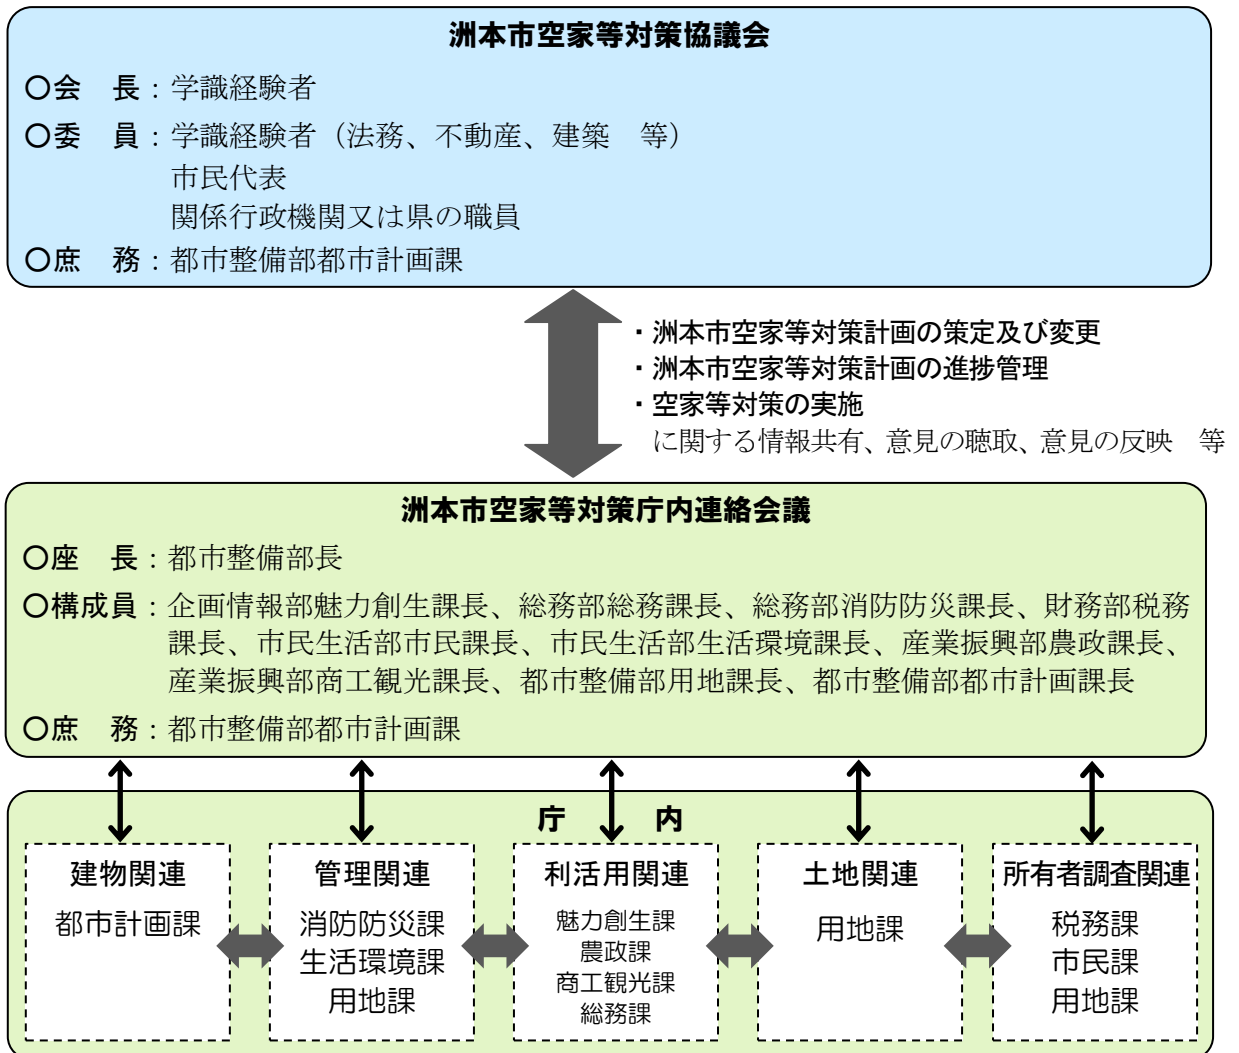 洲本市空家等対策協議会
〇会　長：学識経験者
〇委　員：学識経験者（法務、不動産、建築　等）
市民代表
関係行政機関又は県の職員
〇庶　務：都市整備部都市計画課
・洲本市空家等対策計画の策定及び変更
・洲本市空家等対策計画の進捗管理
・空家等対策の実施
に関する情報共有、意見の聴取、意見の反映　等
洲本市空家等対策庁内連絡会議
〇座　長：都市整備部長
〇構成員：企画情報部魅力創生課長、総務部総務課長、総務部消防防災課長、財務部税務
課長、市民生活部市民課長、市民生活部生活環境課長、産業振興部農政課長、
産業振興部商工観光課長、都市整備部用地課長、都市整備部都市計画課長
〇庶　務：都市整備部都市計画課
庁　内
建物関連
都市計画課
管理関連
消防防災課
生活環境課
用地課
利活用関連
魅力創生課
農政課
商工観光課
総務課
土地関連
用地課
所有者調査関連
税務課
市民課
用地課